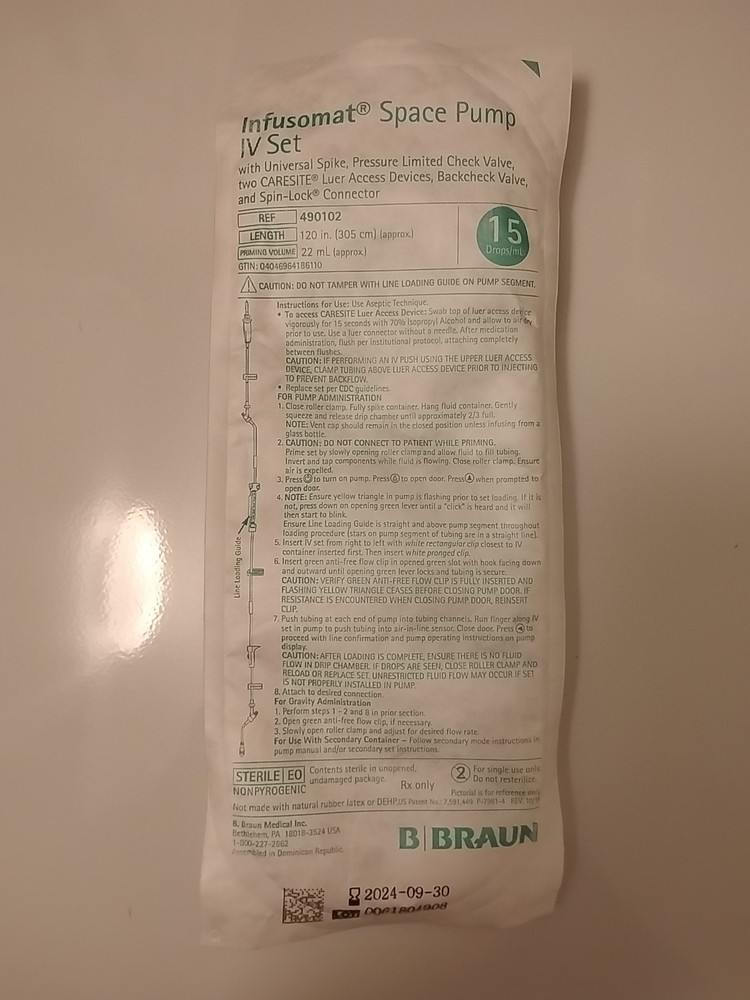 Infusomat® Space Pump
IV Set
with Universal Spike, Pressure Limited Check Valve,
two CARESITE® Luer Access Devices, Backcheck Valve,
and Spin-Lock® Connector
REF 490102
LENGTH 120 in. (305 cm) (approx.)
PRIMING VOLUME 22 mL (approx.)
GTIN: 04046964186110
15
Drops/mL
CAUTION: DO NOT TAMPER WITH LINE LOADING GUIDE ON PUMP SEGMENT.
Instructions for Use: Use Aseptic Technique.
• To access CARESITE Luer Access Device: Swab top of luer access device
vigorously for 15 seconds with 70% Isopropyl Alcohol and allow to air dry
prior to use. Use a luer connector without a needle. After medication
administration, flush per institutional protocol, attaching completely
between flushes.
CAUTION: IF PERFORMING AN IV PUSH USING THE UPPER LUER ACCESS
DEVICE, CLAMP TUBING ABOVE LUER ACCESS DEVICE PRIOR TO INJECTING
TO PREVENT BACKFLOW.
• Replace set per CDC guidelines.
FOR PUMP ADMINISTRATION
1. Close roller clamp. Fully spike container. Hang fluid container. Gently
squeeze and release drip chamber until approximately 2/3 full.
NOTE: Vent cap should remain in the closed position unless infusing from a
glass bottle.
2. CAUTION: DO NOT CONNECT TO PATIENT WHILE PRIMING.
Prime set by slowly opening roller clamp and allow fluid to fill tubing.
Invert and tap components while fluid is flowing. Close roller clamp. Ensure
air is expelled.
3. Press to turn on pump. Press to open door. Press when prompted to
open door.
4. NOTE: Ensure yellow triangle in pump is flashing prior to set loading. If it is
not, press down on opening green lever until a "click" is heard and it will
then start to blink.
Ensure Line Loading Guide is straight and above pump segment throughout
loading procedure (stars on pump segment of tubing are in a straight line).
5. Insert IV set from right to left with white rectangular clip closest to IV
container inserted first. Then insert white pronged clip.
6. Insert green anti-free flow clip in opened green slot with hook facing down
and outward until opening green lever locks and tubing is secure.
CAUTION: VERIFY GREEN ANTI-FREE FLOW CLIP IS FULLY INSERTED AND
FLASHING YELLOW TRIANGLE CEASES BEFORE CLOSING PUMP DOOR. IF
RESISTANCE IS ENCOUNTERED WHEN CLOSING PUMP DOOR, REINSERT
CLIP.
7. Push tubing at each end of pump into tubing channels. Run finger along IV
set in pump to push tubing into air-in-line sensor. Close door. Press to
proceed with line confirmation and pump operating instructions on pump
display.
CAUTION: AFTER LOADING IS COMPLETE, ENSURE THERE IS NO FLUID
FLOW IN DRIP CHAMBER. IF DROPS ARE SEEN, CLOSE ROLLER CLAMP AND
RELOAD OR REPLACE SET. UNRESTRICTED FLUID FLOW MAY OCCUR IF SET
IS NOT PROPERLY INSTALLED IN PUMP.
8. Attach to desired connection.
For Gravity Administration
1. Perform steps 1 - 2 and 8 in prior section.
2. Open green anti-free flow clip, if necessary.
3. Slowly open roller clamp and adjust for desired flow rate.
For Use With Secondary Container – Follow secondary mode instructions in
pump manual and/or secondary set instructions.
Line Loading Guide
STERILE EO
NONPYROGENIC
Contents sterile in unopened,
undamaged package.
Rx only
2
For single use only.
Do not resterilize.
Pictorial is for reference only
Not made with natural rubber latex or DEHP. US Patent No.: 7,591,449 P-7981-4 REV.
B. Braun Medical Inc.
Bethlehem, PA 18018-3524 USA
1-800-227-2862
Assembled in Dominican Republic.
B|BRAUN
2024-09-30
LOT 0061804908